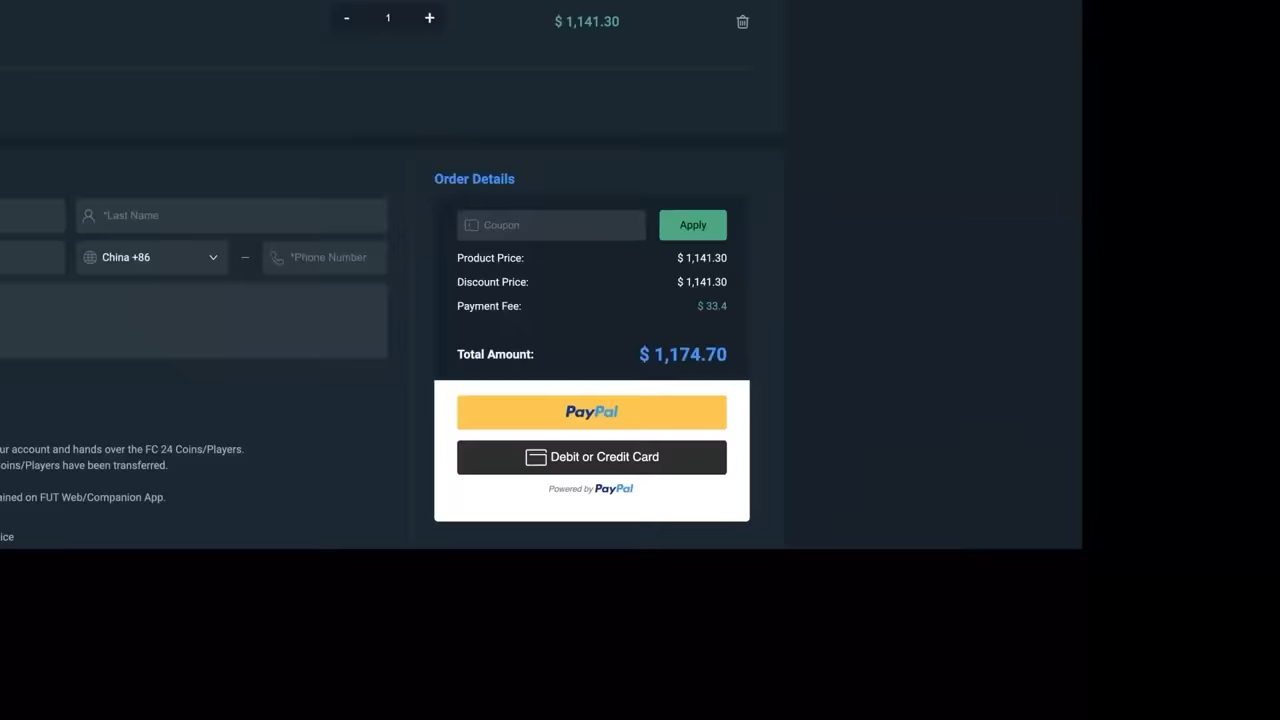 - 1 + $ 1,141.30
Order Details
*Last Name
Coupon Apply
China +86 – *Phone Number
Product Price: $ 1,141.30
Discount Price: $ 1,141.30
Payment Fee: $ 33.4
Total Amount: $ 1,174.70
PayPal
Debit or Credit Card
Powered by PayPal
ur account and hands over the FC 24 Coins/Players.
oins/Players have been transferred.
ained on FUT Web/Companion App.
ice